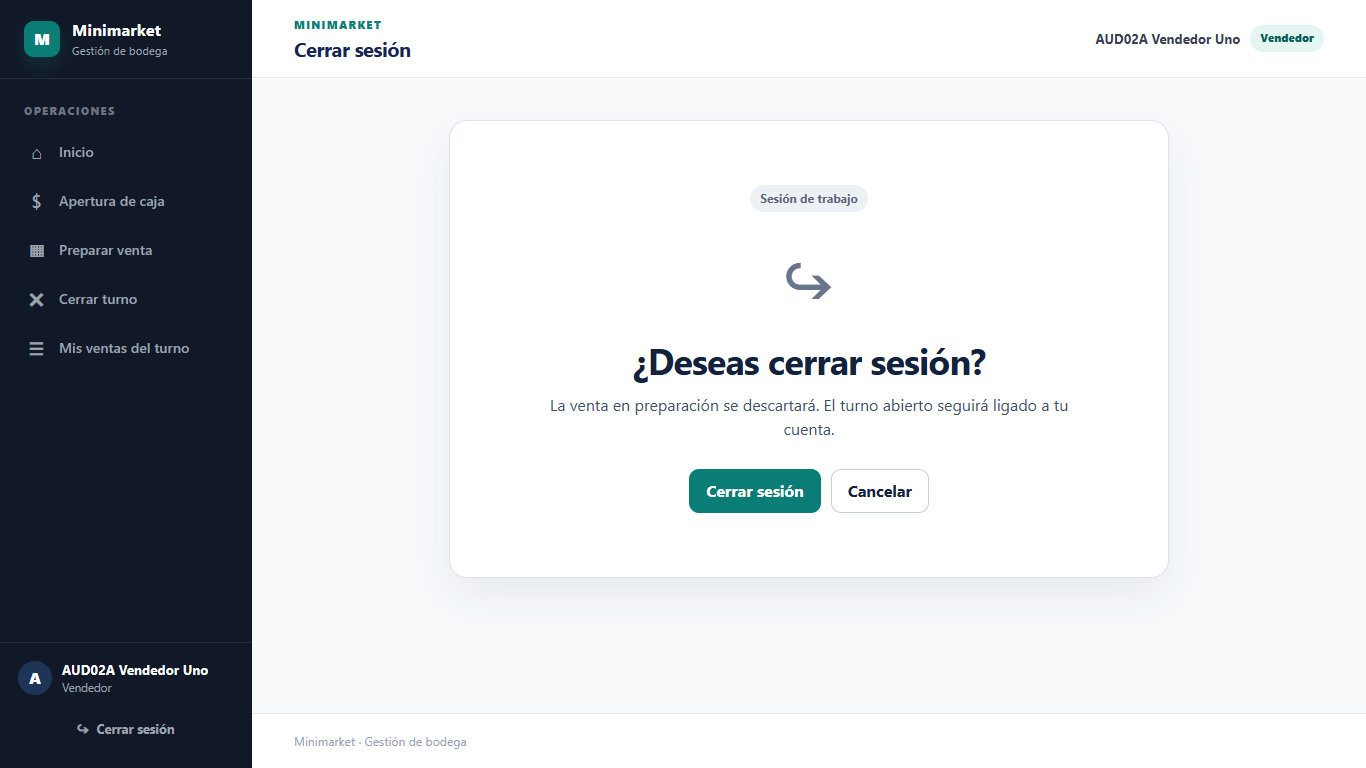 M
Minimarket
Gestión de bodega
OPERACIONES
Inicio
$ Apertura de caja
Preparar venta
Cerrar turno
Mis ventas del turno
A
AUD02A Vendedor Uno
Vendedor
Cerrar sesión
MINIMARKET
Cerrar sesión
AUD02A Vendedor Uno Vendedor
Sesión de trabajo
¿Deseas cerrar sesión?
La venta en preparación se descartará. El turno abierto seguirá ligado a tu
cuenta.
Cerrar sesión Cancelar
Minimarket · Gestión de bodega